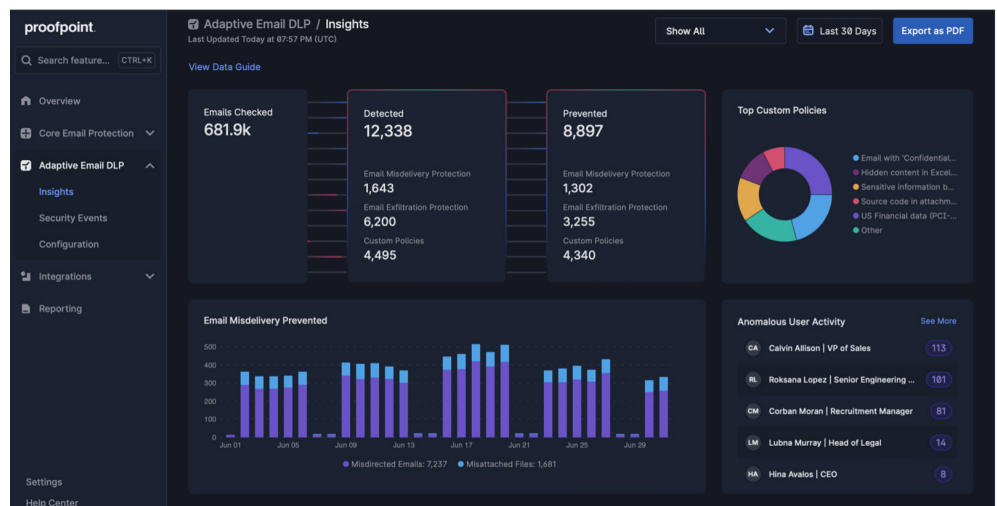 proofpoint.
Search feature... CTRL+K
Overview
Core Email Protection
Adaptive Email DLP
Insights
Security Events
Configuration
Integrations
Reporting
Settings
Help Center
Adaptive Email DLP / Insights
Last Updated Today at 07:57 PM (UTC)
Show All
Last 30 Days
Export as PDF
View Data Guide
Emails Checked
681.9k
Detected
12,338
Email Misdelivery Protection
1,643
Email Exfiltration Protection
6,200
Custom Policies
4,495
Prevented
8,897
Email Misdelivery Protection
1,302
Email Exfiltration Protection
3,255
Custom Policies
4,340
Top Custom Policies
Email with 'Confidential...
Hidden content in Excel...
Sensitive information b...
Source code in attachm...
US Financial data (PCI-...
Other
Email Misdelivery Prevented
500
400
300
200
100
0
Jun 01 Jun 05 Jun 09 Jun 13 Jun 17 Jun 21 Jun 25 Jun 29
Misdirected Emails: 7,237 Misattached Files: 1,681
Anomalous User Activity See More
CA Calvin Allison | VP of Sales 113
RL Roksana Lopez | Senior Engineering ... 101
CM Corban Moran | Recruitment Manager 81
LM Lubna Murray | Head of Legal 14
HA Hina Avalos | CEO 8